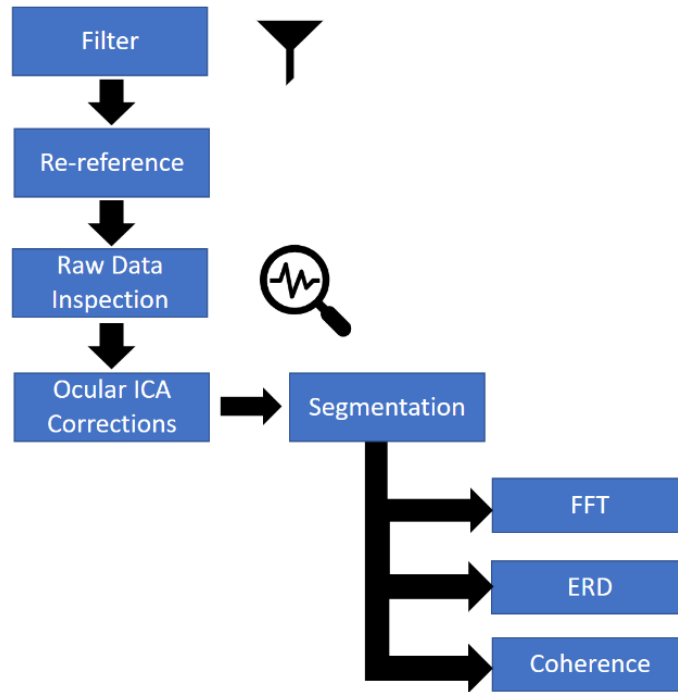 Filter
Re-reference
Raw Data
Inspection
Ocular ICA
Corrections
Segmentation
FFT
ERD
Coherence